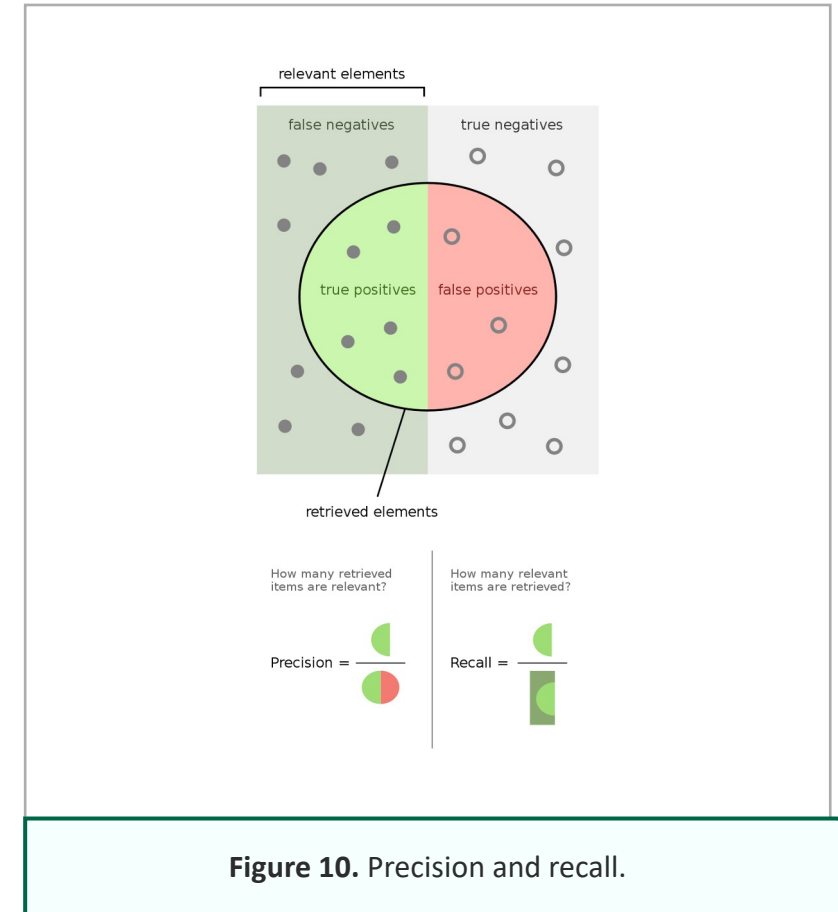 relevant elements
false negatives
true negatives
true positives
false positives
retrieved elements
How many retrieved
items are relevant?
Precision =
How many relevant
items are retrieved?
Recall =
Figure 10. Precision and recall.